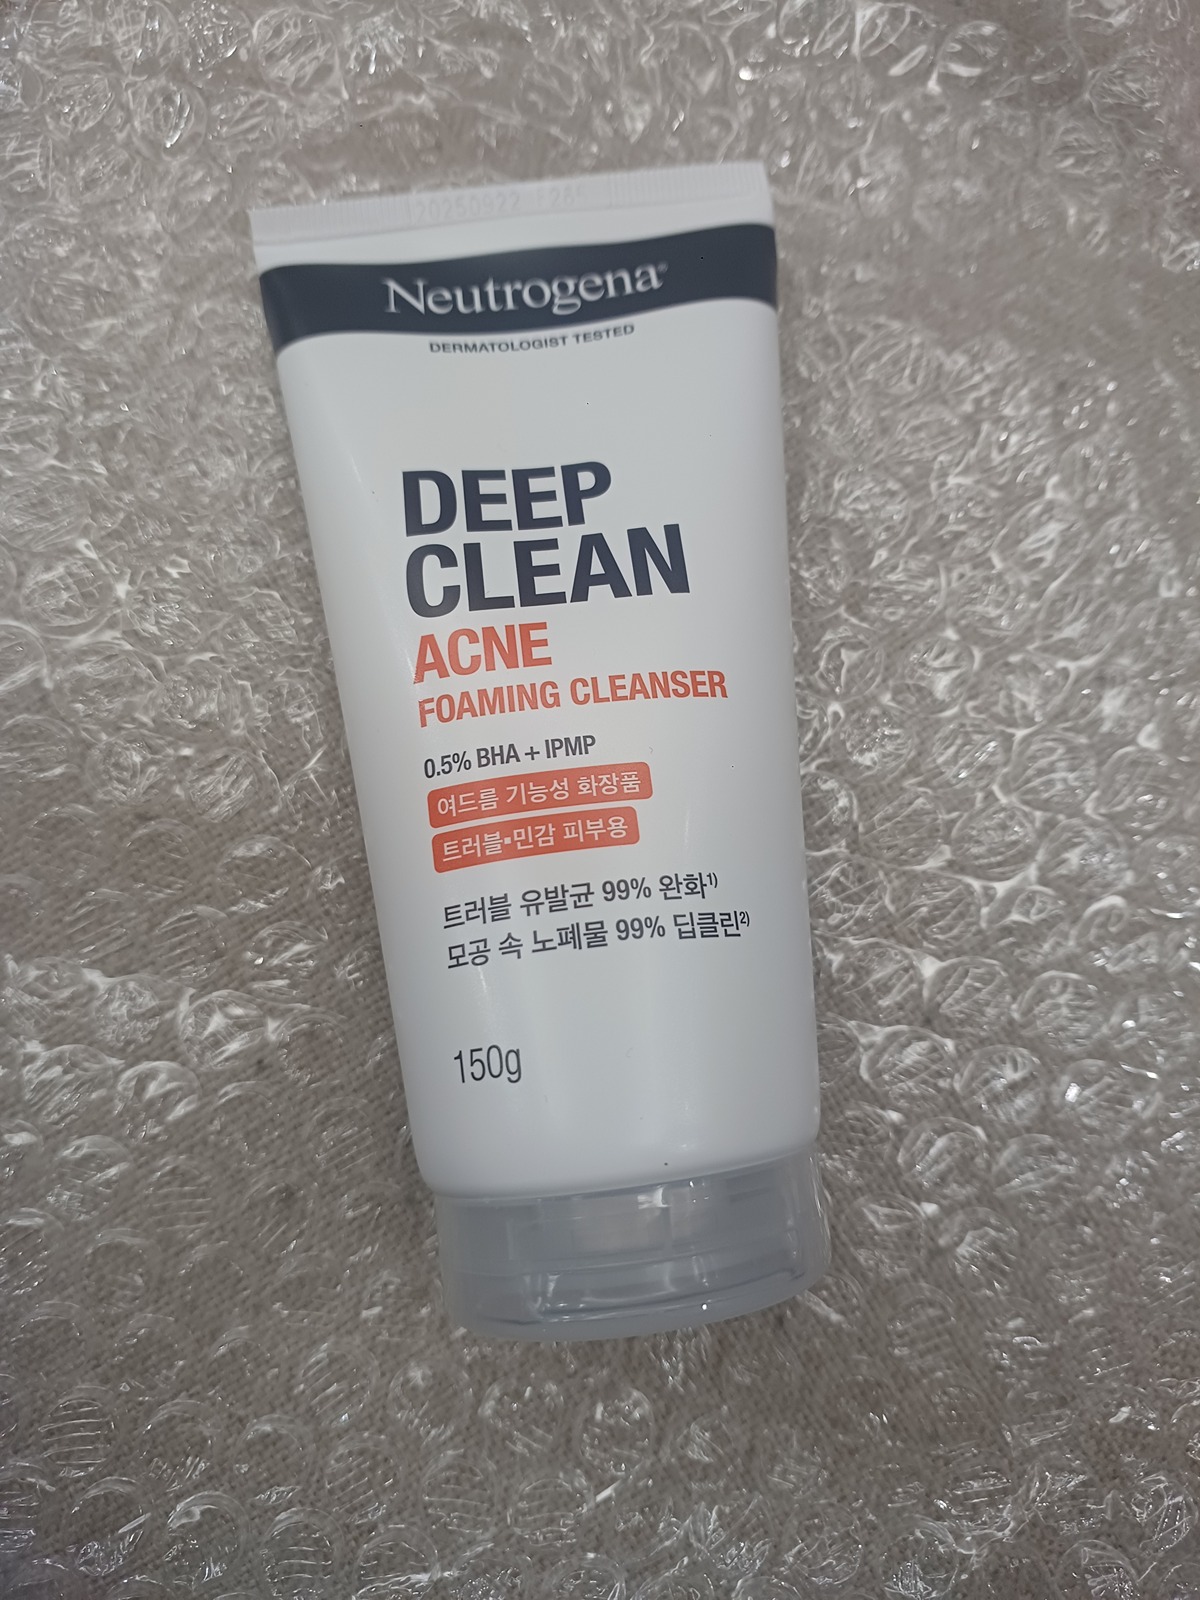 20250922
Neutrogena®
DERMATOLOGIST TESTED
DEEP
CLEAN
ACNE
FOAMING CLEANSER
0.5% BHA + IPMP
여드름 기능성 화장품
트러블▪민감 피부용
트러블 유발균 99% 완화1)
모공 속 노폐물 99% 딥클린2)
150g